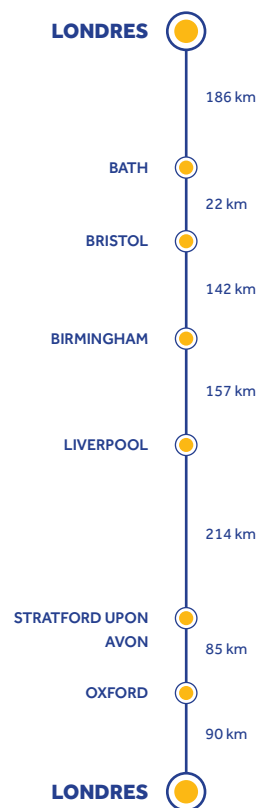 LONDRES
186 km
BATH
22 km
BRISTOL
142 km
BIRMINGHAM
157 km
LIVERPOOL
214 km
STRATFORD UPON
AVON
85 km
OXFORD
90 km
LONDRES